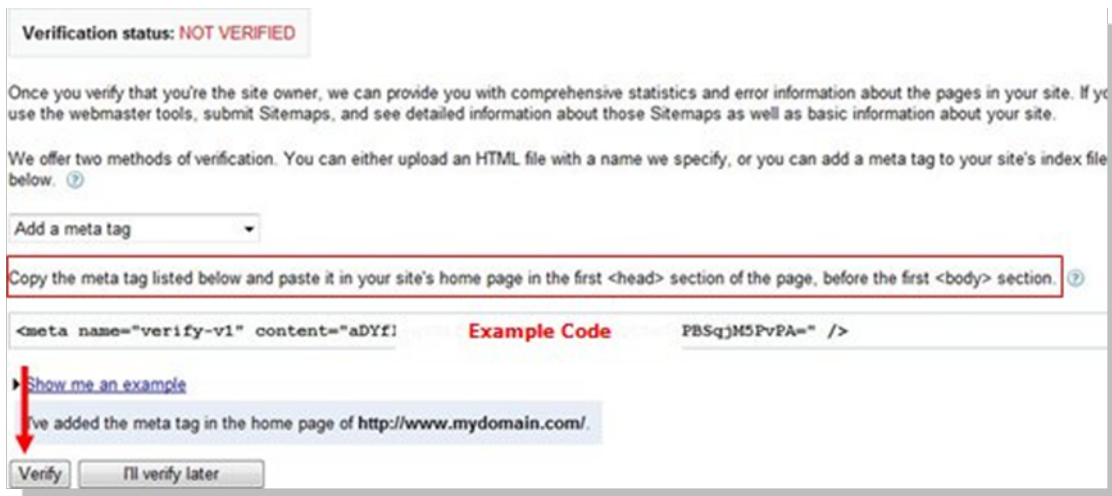 Verification status: NOT VERIFIED
Once you verify that you're the site owner, we can provide you with comprehensive statistics and error information about the pages in your site. If
use the webmaster tools, submit Sitemaps, and see detailed information about those Sitemaps as well as basic information about your site.
We offer two methods of verification. You can either upload an HTML file with a name we specify, or you can add a meta tag to your site's index file
below.
Add a meta tag
Copy the meta tag listed below and paste it in your site's home page in the first <head> section of the page, before the first <body> section.
<meta name="verify-v1" content="aDYf Example Code PBSqjM5PvPA=" />
Show me an example
I've added the meta tag in the home page of http://www.mydomain.com/.
Verify I'll verify later